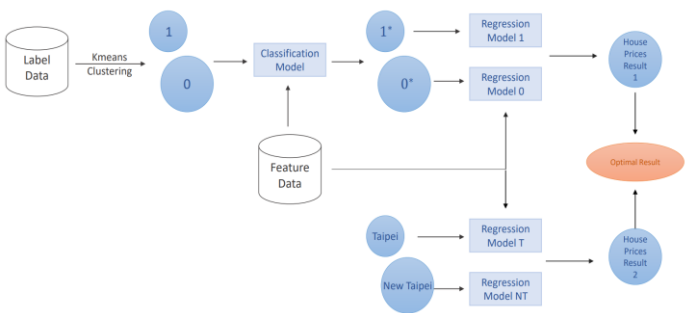 Label
Data
Kmeans
Clustering
1
0
Classification
Model
Feature
Data
1*
0*
Regression
Model 1
Regression
Model 0
House
Prices
Result
1
Optimal Result
Taipei
New Taipei
Regression
Model T
Regression
Model NT
House
Prices
Result
2